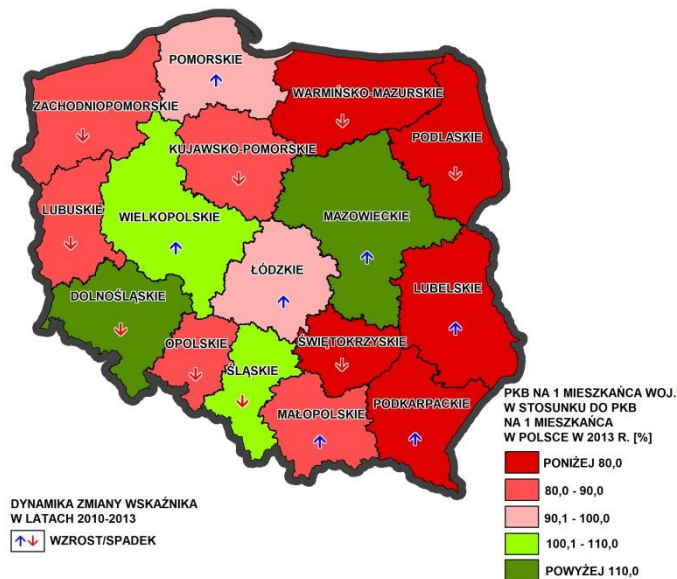 POMORSKIE
ZACHODNIOPOMORSKIE
WARMIŃSKO-MAZURSKIE
PODLASKIE
KUJAWSKO-POMORSKIE
LUBUSKIE
WIELKOPOLSKIE
MAZOWIECKIE
ŁÓDZKIE
LUBELSKIE
DOLNOŚLĄSKIE
OPOLSKIE
ŚWIĘTOKRZYSKIE
ŚLĄSKIE
MAŁOPOLSKIE
PODKARPACKIE
PKB NA 1 MIESZKAŃCA WOJ.
W STOSUNKU DO PKB
NA 1 MIESZKAŃCA
W POLSCE W 2013 R. [%]
PONIŻEJ 80,0
80,0 - 90,0
90,1 - 100,0
100,1 - 110,0
POWYŻEJ 110,0
DYNAMIKA ZMIANY WSKAŹNIKA
W LATACH 2010-2013
WZROST/SPADEK